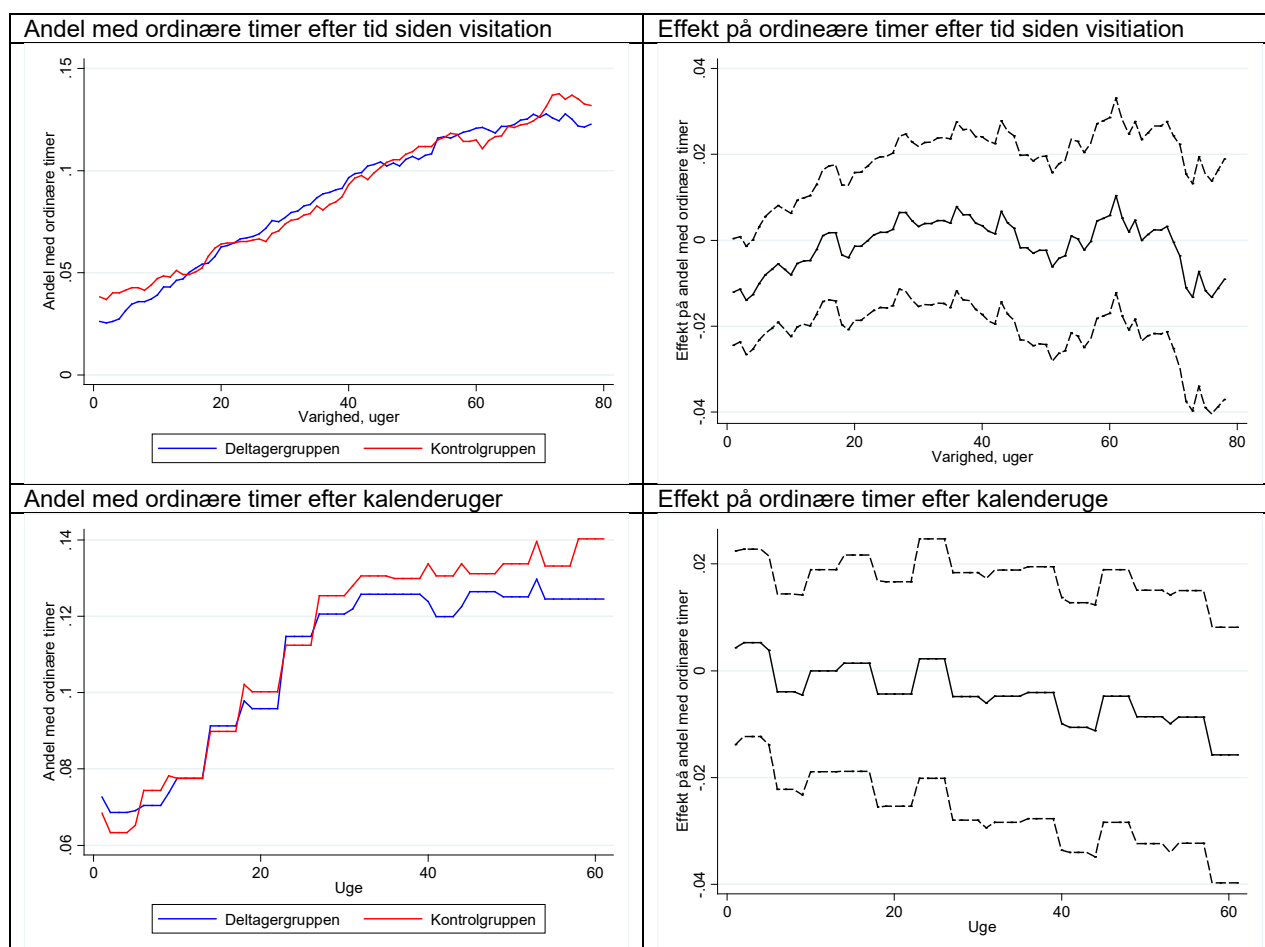 Andel med ordinære timer efter tid siden visitation
Effekt på ordineære timer efter tid siden visitiation
Andel med ordinære timer
.15
.1
.05
0
0 20 40 60 80
Varighed, uger
Deltagergruppen Kontrolgruppen
Effekt på andel med ordinære timer
.04
.02
0
-.02
-.04
0 20 40 60 80
Varighed, uger
Andel med ordinære timer efter kalenderuger
Effekt på ordinære timer efter kalenderuge
Andel med ordinære timer
.14
.12
.1
.08
.06
0 20 40 60
Uge
Deltagergruppen Kontrolgruppen
Effekt på andel med ordinære timer
.02
0
-.02
-.04
0 20 40 60
Uge